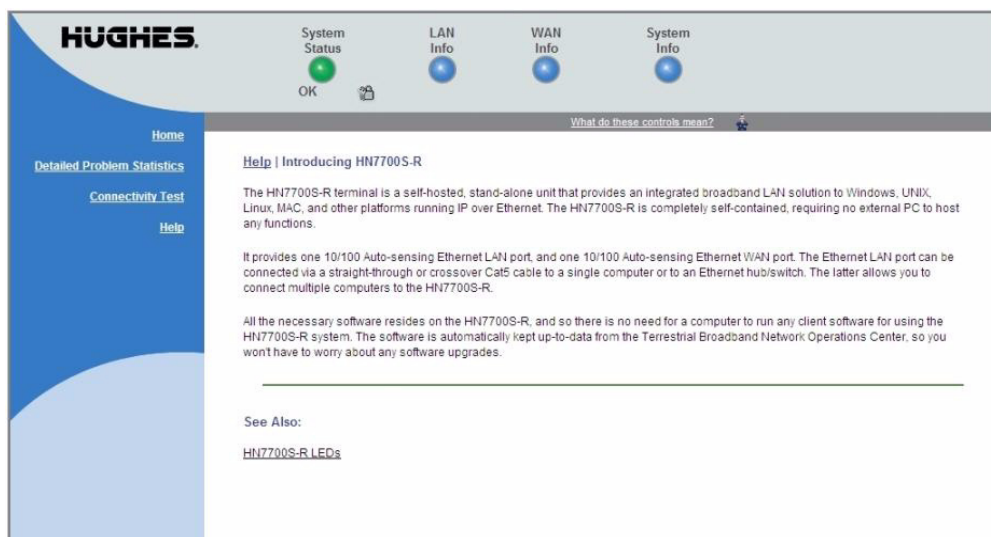 HUGHES.
System
Status
OK
LAN
Info
WAN
Info
System
Info
What do these controls mean?
Home
Detailed Problem Statistics
Connectivity Test
Help
Help | Introducing HN7700S-R
The HN7700S-R terminal is a self-hosted, stand-alone unit that provides an integrated broadband LAN solution to Windows, UNIX,
Linux, MAC, and other platforms running IP over Ethernet. The HN7700S-R is completely self-contained, requiring no external PC to host
any functions.
It provides one 10/100 Auto-sensing Ethernet LAN port, and one 10/100 Auto-sensing Ethernet WAN port. The Ethernet LAN port can be
connected via a straight-through or crossover Cat5 cable to a single computer or to an Ethernet hub/switch. The latter allows you to
connect multiple computers to the HN7700S-R.
All the necessary software resides on the HN7700S-R, and so there is no need for a computer to run any client software for using the
HN7700S-R system. The software is automatically kept up-to-data from the Terrestrial Broadband Network Operations Center, so you
won't have to worry about any software upgrades.
See Also:
HN7700S-R LEDs